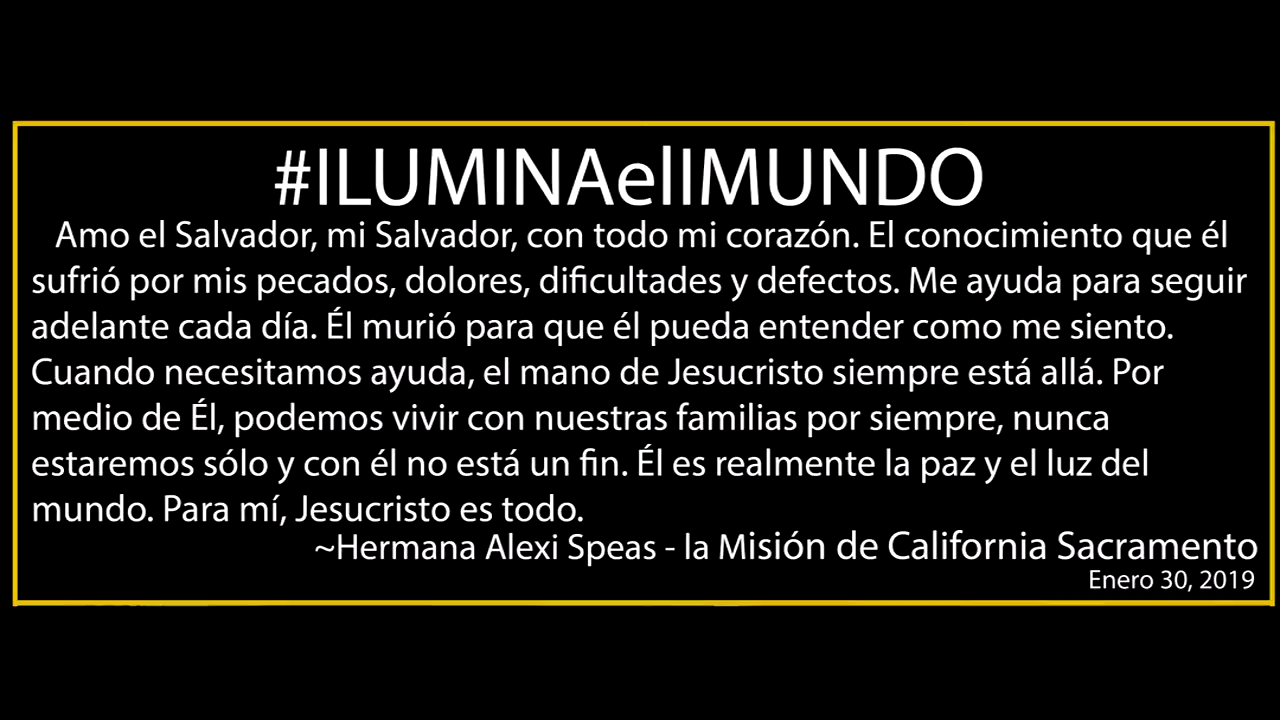 #ILUMINAelIMUNDO
Amo el Salvador, mi Salvador, con todo mi corazón. El conocimiento que él
sufrió por mis pecados, dolores, dificultades y defectos. Me ayuda para seguir
adelante cada día. Él murió para que él pueda entender como me siento.
Cuando necesitamos ayuda, el mano de Jesucristo siempre está allá. Por
medio de Él, podemos vivir con nuestras familias por siempre, nunca
estaremos sólo y con él no está un fin. Él es realmente la paz y el luz del
mundo. Para mí, Jesucristo es todo.
~Hermana Alexi Speas - la Misión de California Sacramento
Enero 30, 2019